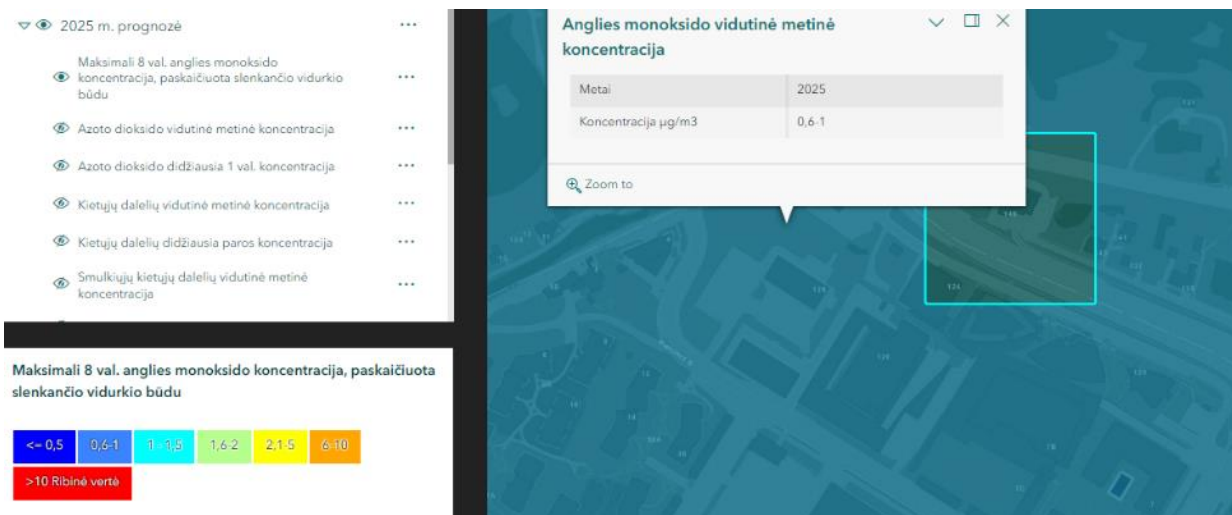 2025 m. prognozė
Maksimali 8 val. anglies monoksido
koncentracija, paskaičiuota slenkančio vidurkio
būdu
Azoto dioksido vidutinė metinė koncentracija
Azoto dioksido didžiausia 1 val. koncentracija
Kietųjų dalelių vidutinė metinė koncentracija
Kietųjų dalelių didžiausia paros koncentracija
Smulkiųjų kietųjų dalelių vidutinė metinė
koncentracija
Maksimali 8 val. anglies monoksido koncentracija, paskaičiuota
slenkančio vidurkio būdu
<= 0,5 0,6-1 1 - 1,5 1,6-2 2,1-5 6-10
>10 Ribinė vertė
Anglies monoksido vidutinė metinė
koncentracija
Metai 2025
Koncentracija µg/m3 0,6-1
Zoom to